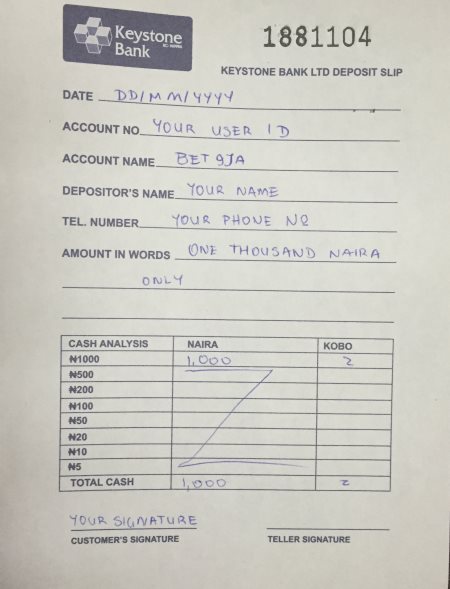 Keystone
Bank
1881104
KEYSTONE BANK LTD DEPOSIT SLIP
DATE DD/MM/YYYY
ACCOUNT NO. YOUR USER ID
ACCOUNT NAME BET9JA
DEPOSITOR'S NAME YOUR NAME
TEL. NUMBER YOUR PHONE NO
AMOUNT IN WORDS ONE THOUSAND NAIRA
ONLY
CASH ANALYSIS NAIRA KOBO
₦1000 1,000 z
₦500
₦200
₦100
₦50
₦20
₦10
₦5
TOTAL CASH 1,000 z
YOUR SIGNATURE
CUSTOMER'S SIGNATURE TELLER SIGNATURE